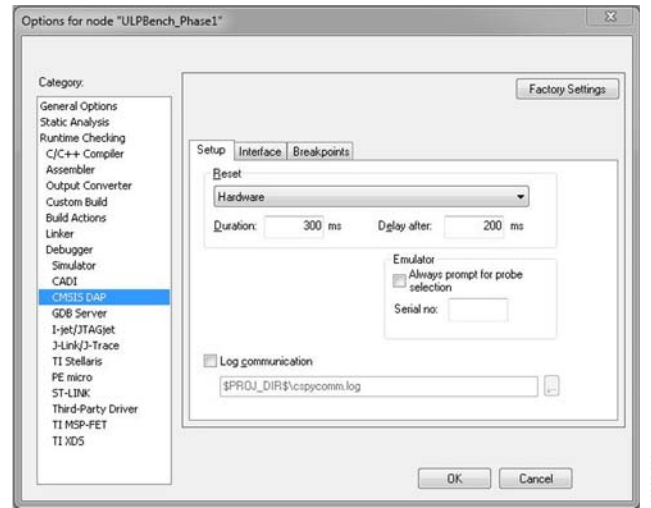 Options for node "ULPBench_Phase1"
Category:
General Options
Static Analysis
Runtime Checking
C/C++ Compiler
Assembler
Output Converter
Custom Build
Build Actions
Linker
Debugger
Simulator
CADI
CMSIS DAP
GDB Server
I-jet/JTAGjet
J-Link/J-Trace
TI Stellaris
PE micro
ST-LINK
Third-Party Driver
TI MSP-FET
TI XDS
Factory Settings
Setup Interface Breakpoints
Reset
Hardware
Duration: 300 ms Delay after: 200 ms
Emulator
Always prompt for probe
selection
Serial no:
Log communication
$PROJ_DIR$\cspycomm.log
...
OK Cancel